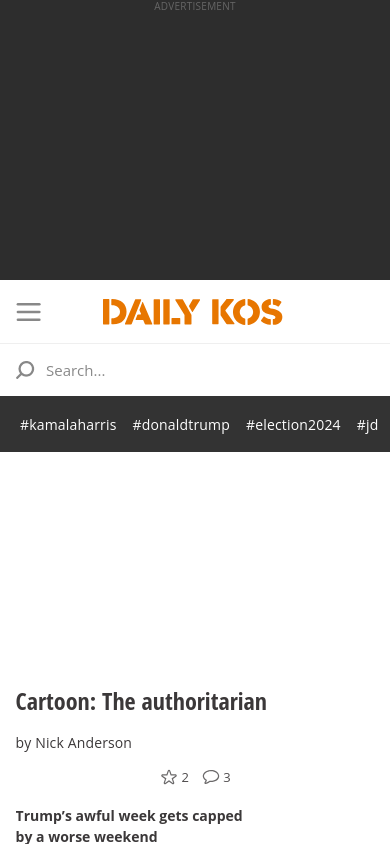 ADVERTISEMENT
DAILY KOS
Search...
#kamalaharris #donaldtrump #election2024 #jd
Cartoon: The authoritarian
by Nick Anderson
2 3
Trump’s awful week gets capped
by a worse weekend